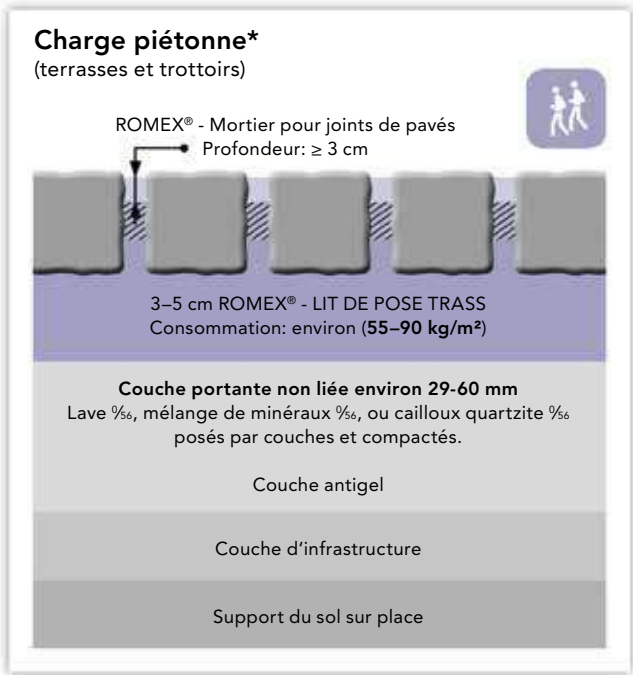 Charge piétonne*
(terrasses et trottoirs)
ROMEX® - Mortier pour joints de pavés
Profondeur: ≥ 3 cm
3–5 cm ROMEX® - LIT DE POSE TRASS
Consommation: environ (55–90 kg/m²)
Couche portante non liée environ 29-60 mm
Lave ⁰⁄₅₆, mélange de minéraux ⁰⁄₅₆, ou cailloux quartzite ⁰⁄₅₆
posés par couches et compactés.
Couche antigel
Couche d‘infrastructure
Support du sol sur place